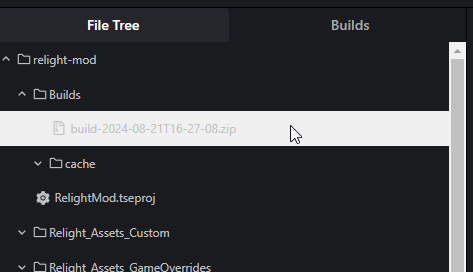 File Tree
Builds
relight-mod
Builds
build-2024-08-21T16-27-08.zip
cache
RelightMod.tseproj
Relight_Assets_Custom
Relight_Assets_GameOverrides